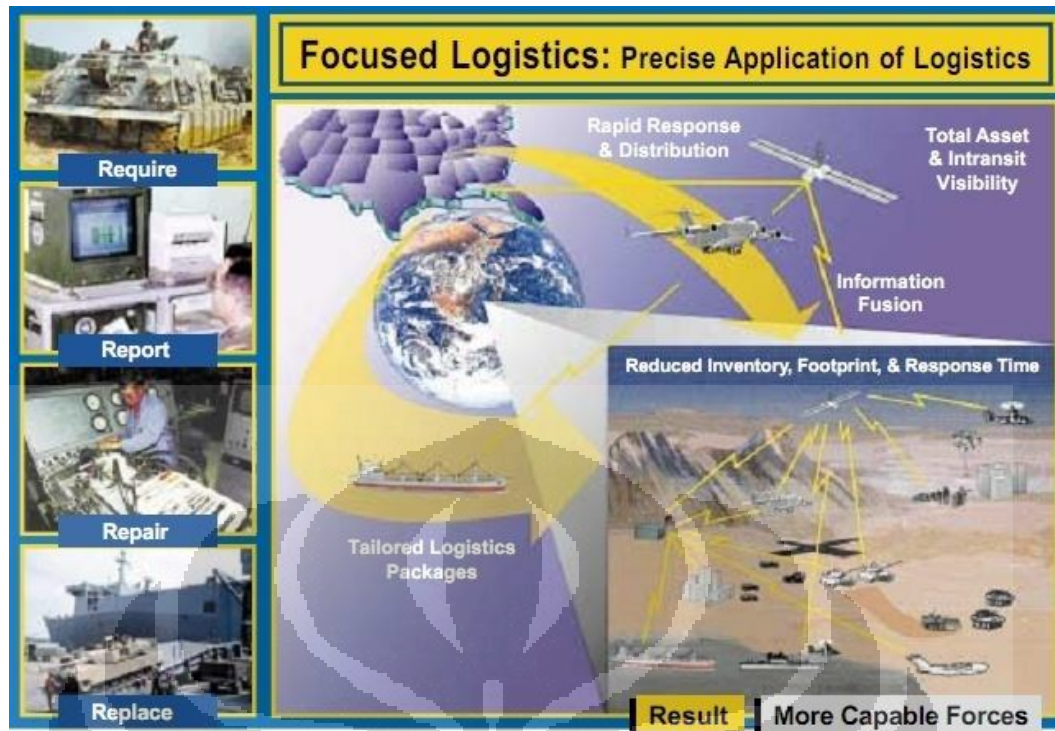 Focused Logistics: Precise Application of Logistics
Require
Report
Repair
Replace
Rapid Response
& Distribution
Total Asset
& Intransit
Visibility
Information
Fusion
Reduced Inventory, Footprint, & Response Time
Tailored Logistics
Packages
Result
More Capable Forces